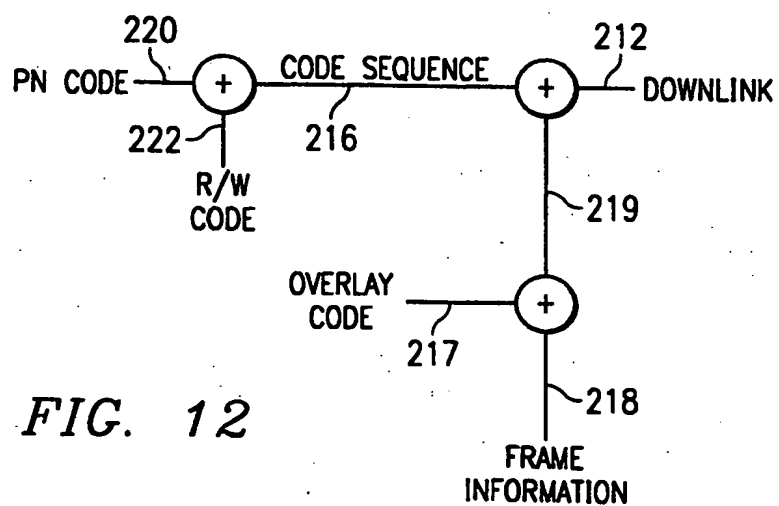 220
PN CODE
+
CODE SEQUENCE
+
212
DOWNLINK
222
216
R/W
CODE
219
OVERLAY
CODE
+
217
218
FRAME
INFORMATION
FIG. 12